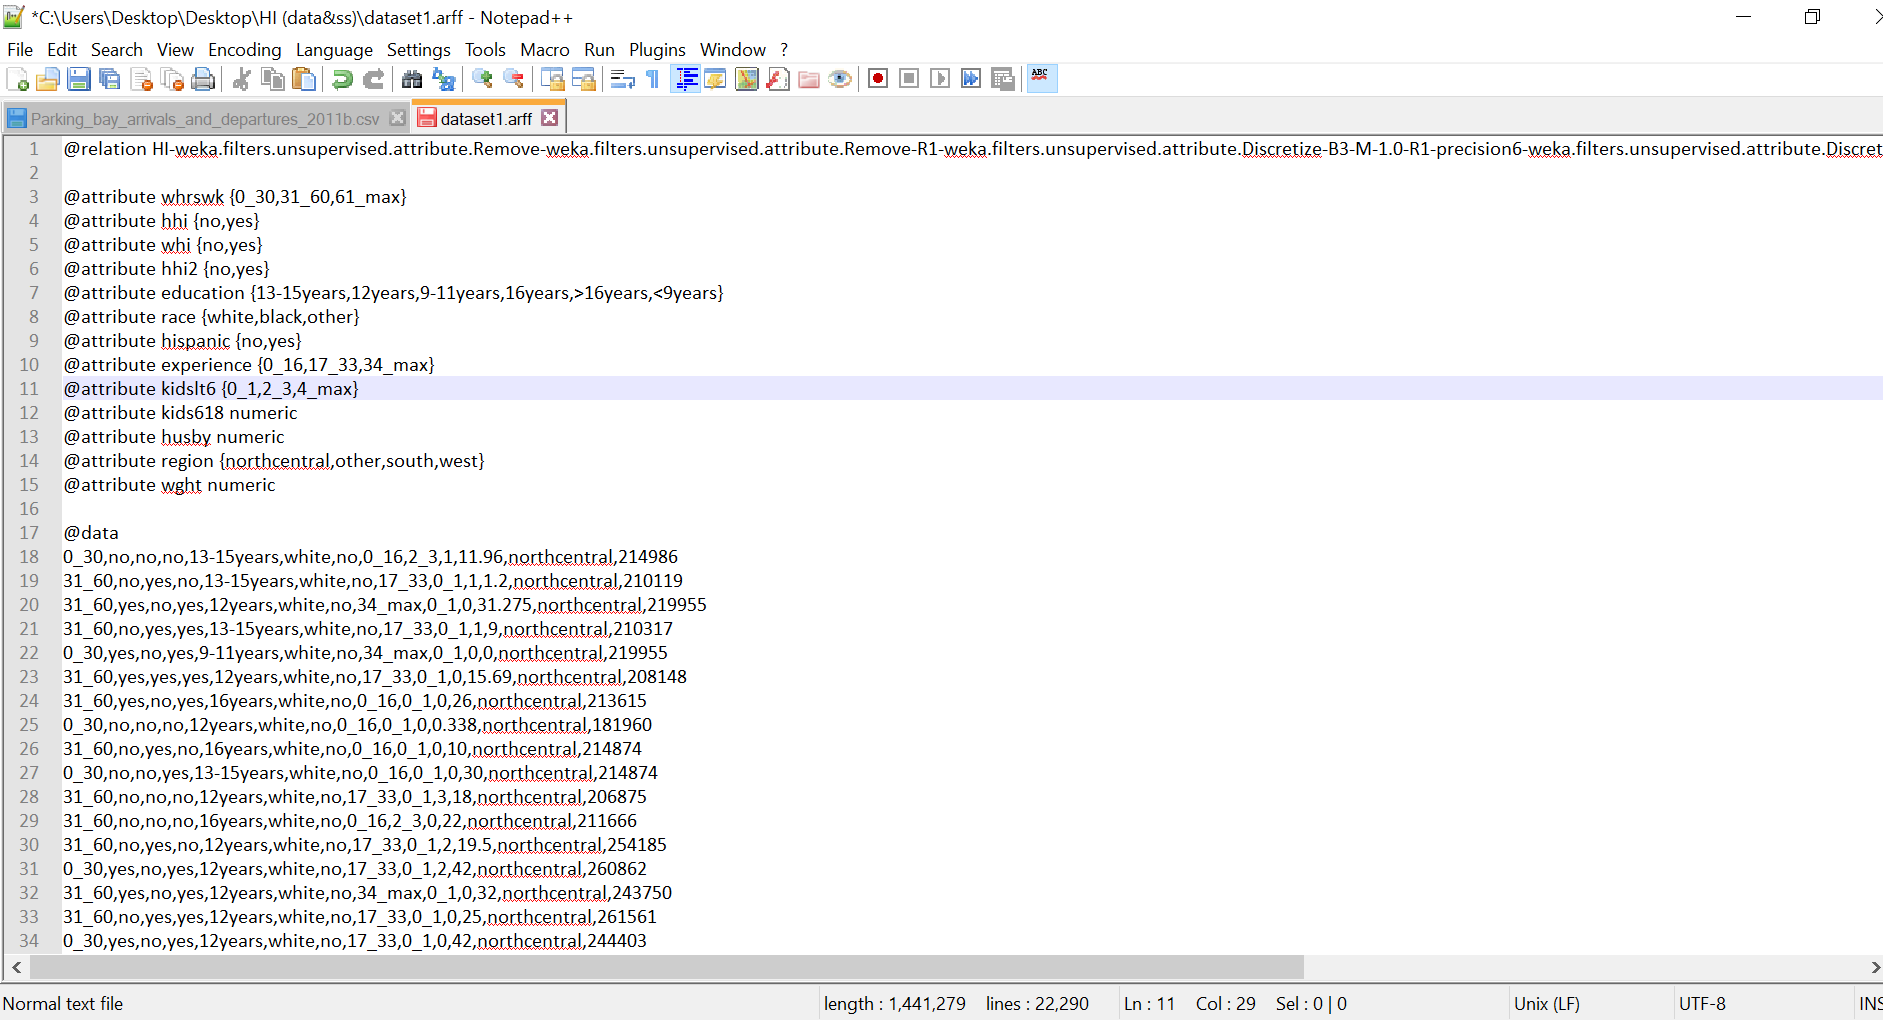 *C:\Users\Desktop\Desktop\HI (data&ss)\dataset1.arff - Notepad++
File Edit Search View Encoding Language Settings Tools Macro Run Plugins Window ?
ABC
Parking_bay_arrivals_and_departures_2011b.csv dataset1.arff
1 @relation HI-weka.filters.unsupervised.attribute.Remove-weka.filters.unsupervised.attribute.Remove-R1-weka.filters.unsupervised.attribute.Discretize-B3-M-1.0-R1-precision6-weka.filters.unsupervised.attribute.Discret
2
3 @attribute whrswk {0_30,31_60,61_max}
4 @attribute hhi {no,yes}
5 @attribute whi {no,yes}
6 @attribute hhi2 {no,yes}
7 @attribute education {13-15years,12years,9-11years,16years,>16years,<9years}
8 @attribute race {white,black,other}
9 @attribute hispanic {no,yes}
10 @attribute experience {0_16,17_33,34_max}
11 @attribute kidslt6 {0_1,2_3,4_max}
12 @attribute kids618 numeric
13 @attribute husby numeric
14 @attribute region {northcentral,other,south,west}
15 @attribute wght numeric
16
17 @data
18 0_30,no,no,no,13-15years,white,no,0_16,2_3,1,11.96,northcentral,214986
19 31_60,no,yes,no,13-15years,white,no,17_33,0_1,1,1.2,northcentral,210119
20 31_60,yes,no,yes,12years,white,no,34_max,0_1,0,31.275,northcentral,219955
21 31_60,no,yes,yes,13-15years,white,no,17_33,0_1,1,9,northcentral,210317
22 0_30,yes,no,yes,9-11years,white,no,34_max,0_1,0,0,northcentral,219955
23 31_60,yes,yes,yes,12years,white,no,17_33,0_1,0,15.69,northcentral,208148
24 31_60,yes,no,yes,16years,white,no,0_16,0_1,0,26,northcentral,213615
25 0_30,no,no,no,12years,white,no,0_16,0_1,0,0.338,northcentral,181960
26 31_60,no,yes,no,16years,white,no,0_16,0_1,0,10,northcentral,214874
27 0_30,no,no,yes,13-15years,white,no,0_16,0_1,0,30,northcentral,214874
28 31_60,no,no,no,12years,white,no,17_33,0_1,3,18,northcentral,206875
29 31_60,no,no,no,16years,white,no,0_16,2_3,0,22,northcentral,211666
30 31_60,no,yes,no,12years,white,no,17_33,0_1,2,19.5,northcentral,254185
31 0_30,yes,no,yes,12years,white,no,17_33,0_1,2,42,northcentral,260862
32 31_60,yes,no,yes,12years,white,no,34_max,0_1,0,32,northcentral,243750
33 31_60,no,yes,yes,12years,white,no,17_33,0_1,0,25,northcentral,261561
34 0_30,yes,no,yes,12years,white,no,17_33,0_1,0,42,northcentral,244403
Normal text file length : 1,441,279 lines : 22,290 Ln : 11 Col : 29 Sel : 0 | 0 Unix (LF) UTF-8 INS